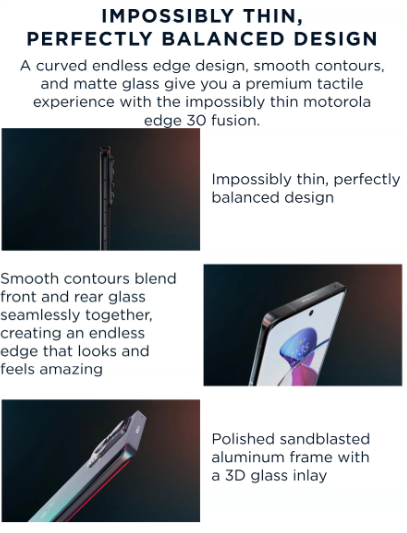 IMPOSSIBLY THIN,
PERFECTLY BALANCED DESIGN
A curved endless edge design, smooth contours,
and matte glass give you a premium tactile
experience with the impossibly thin motorola
edge 30 fusion.
Impossibly thin, perfectly
balanced design
Smooth contours blend
front and rear glass
seamlessly together,
creating an endless
edge that looks and
feels amazing
Polished sandblasted
aluminum frame with
a 3D glass inlay